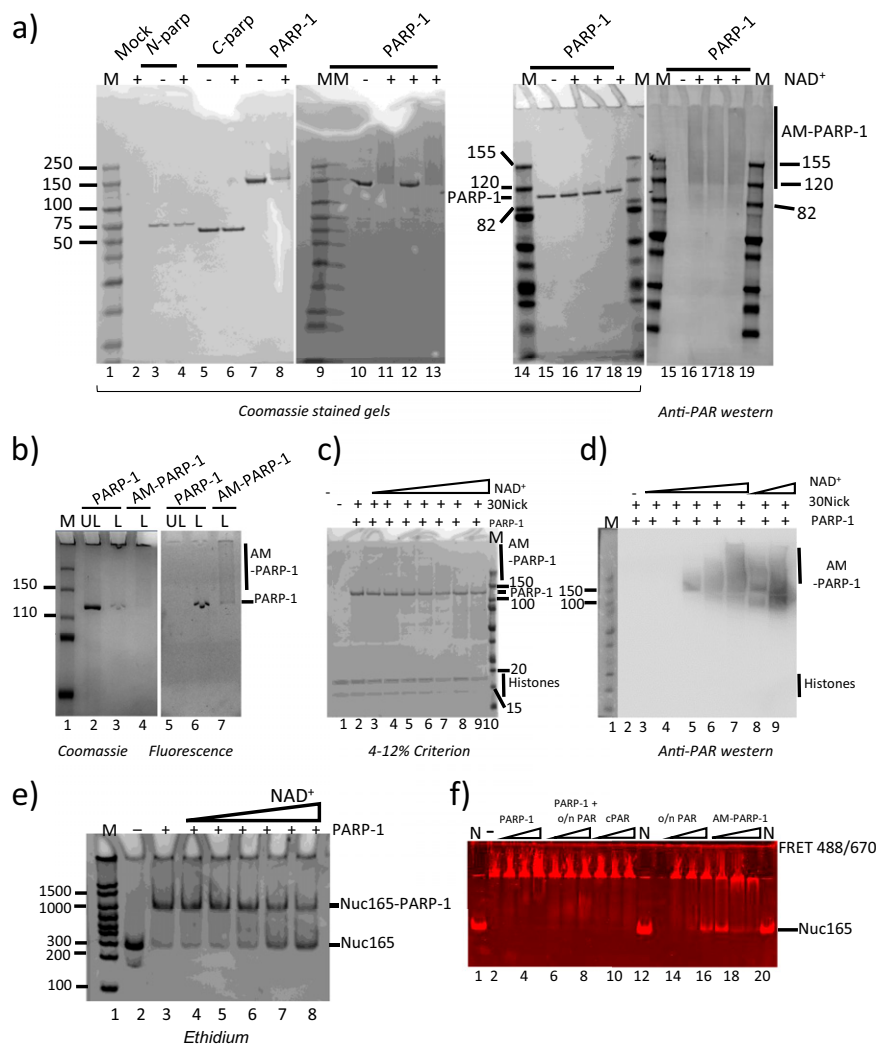 a)
Mock
N-parp
C-parp
PARP-1
PARP-1
PARP-1
PARP-1
M + - + - + - + MM - + + + M - + + + M M - + + + M NAD+
250
150
100
75
50
155
120
PARP-1
82
AM-PARP-1
155
120
82
1 2 3 4 5 6 7 8 9 10 11 12 13 14 15 16 17 18 19 15 16 17 18 19
Coomassie stained gels
Anti-PAR western
b)
PARP-1
AM-PARP-1
PARP-1
AM-PARP-1
M UL L L UL L L
150
110
AM
-PARP-1
PARP-1
1 2 3 4 5 6 7
Coomassie Fluorescence
c)
- NAD+
- + + + + + + + + 30Nick
+ + + + + + + + PARP-1
M
AM
-PARP-1
150
PARP-1
100
20
Histones
15
1 2 3 4 5 6 7 8 9 10
4-12% Criterion
d)
- NAD+
+ + + + + + + + 30Nick
M + + + + + + + + PARP-1
150
100
AM
-PARP-1
Histones
1 2 3 4 5 6 7 8 9
Anti-PAR western
e)
NAD+
M − + + + + + + PARP-1
1500
1000
300
200
100
Nuc165-PARP-1
Nuc165
1 2 3 4 5 6 7 8
Ethidium
f)
PARP-1
PARP-1 +
o/n PAR
cPAR
o/n PAR
AM-PARP-1
N - N N
FRET 488/670
Nuc165
1 2 4 6 8 10 12 14 16 18 20